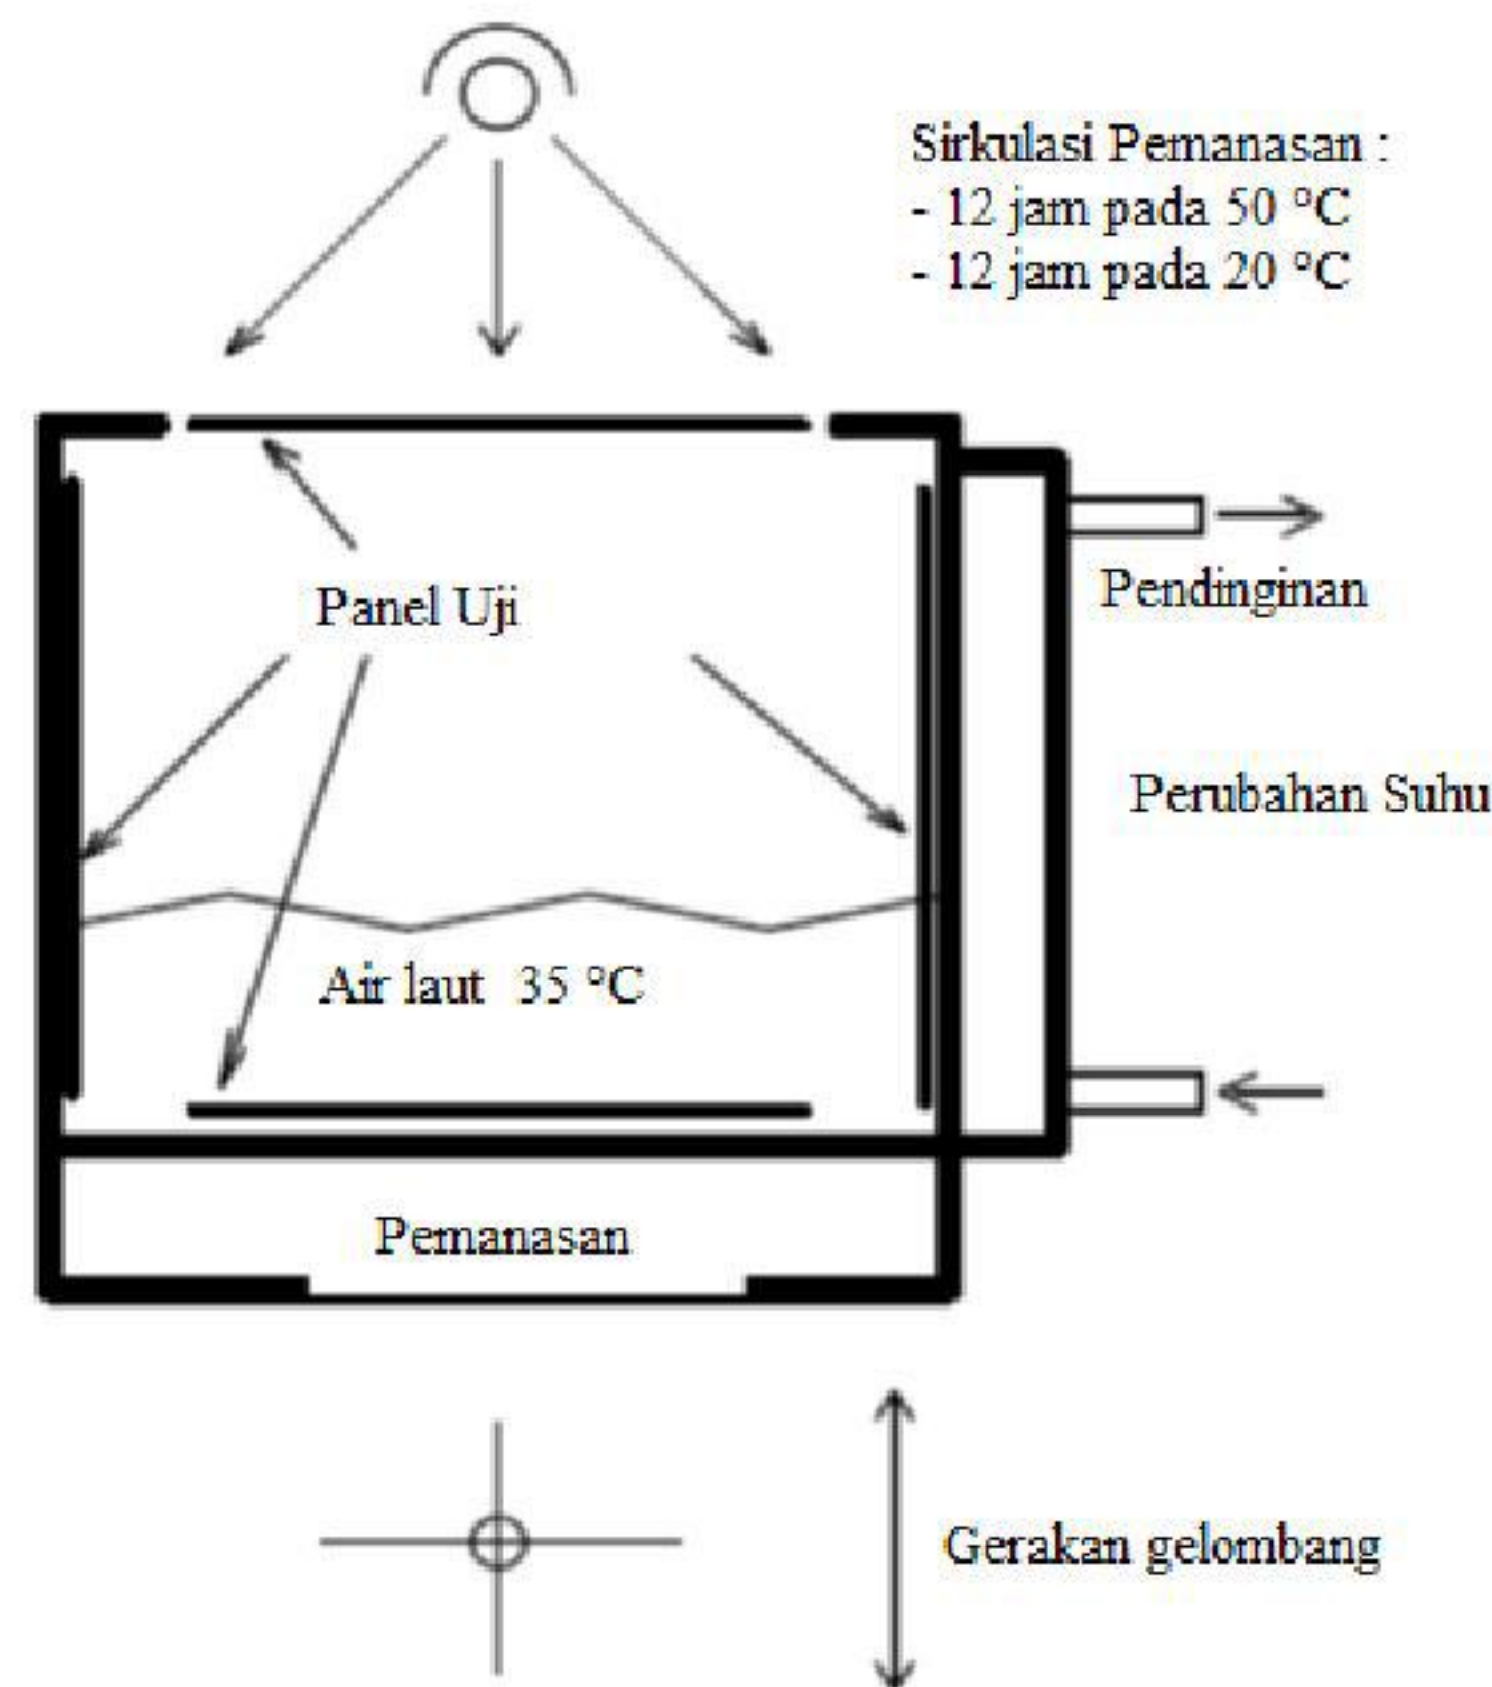 Sirkulasi Pemanasan :
- 12 jam pada 50 °C
- 12 jam pada 20 °C
Pendinginan
Panel Uji
Perubahan Suhu
Air laut 35 °C
Pemanasan
Gerakan gelombang